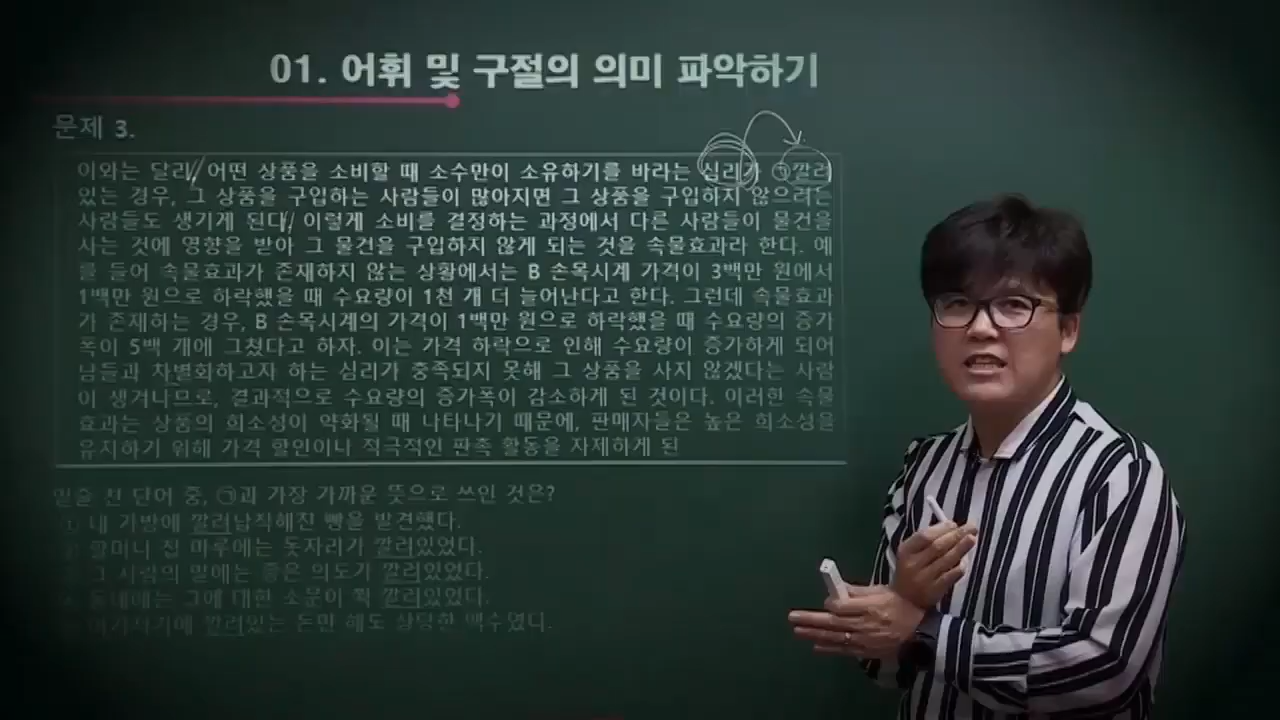 01. 어휘 및 구절의 의미 파악하기
문제 3.
이와는 달리 어떤 상품을 소비할 때 소수만이 소유하기를 바라는 심리가 ㉠깔려
있는 경우, 그 상품을 구입하는 사람들이 많아지면 그 상품을 구입하지 않으려는
사람들도 생기게 된다. 이렇게 소비를 결정하는 과정에서 다른 사람들이 물건을
사는 것에 영향을 받아 그 물건을 구입하지 않게 되는 것을 속물효과라 한다. 예
를 들어 속물효과가 존재하지 않는 상황에서는 B 손목시계 가격이 3백만 원에서
1백만 원으로 하락했을 때 수요량이 1천 개 더 늘어난다고 한다. 그런데 속물효과
가 존재하는 경우, B 손목시계의 가격이 1백만 원으로 하락했을 때 수요량의 증가
폭이 5백 개에 그쳤다고 하자. 이는 가격 하락으로 인해 수요량이 증가하게 되어
남들과 차별화하고자 하는 심리가 충족되지 못해 그 상품을 사지 않겠다는 사람
이 생겨나므로, 결과적으로 수요량의 증가폭이 감소하게 된 것이다. 이러한 속물
효과는 상품의 희소성이 약화될 때 나타나기 때문에, 판매자들은 높은 희소성을
유지하기 위해 가격 할인이나 적극적인 판촉 활동을 자제하게 된
밑줄 친 단어 중, ㉠과 가장 가까운 뜻으로 쓰인 것은?
① 내 가방에 깔려납작해진 빵을 발견했다.
할머니 집 마루에는 돗자리가 깔려있었다.
그 사람의 말에는 좋은 의도가 깔려있었다.
동네에는 그에 대한 소문이 쫙 깔려있었다.
여기저기에 깔려있는 돈만 해도 상당한 액수였다.